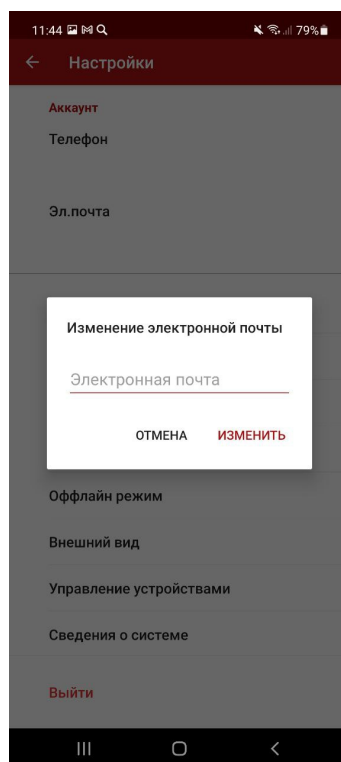 11:44 79%
Настройки
Аккаунт
Телефон
Эл.почта
Изменение электронной почты
Электронная почта
ОТМЕНА ИЗМЕНИТЬ
Оффлайн режим
Внешний вид
Управление устройствами
Сведения о системе
Выйти